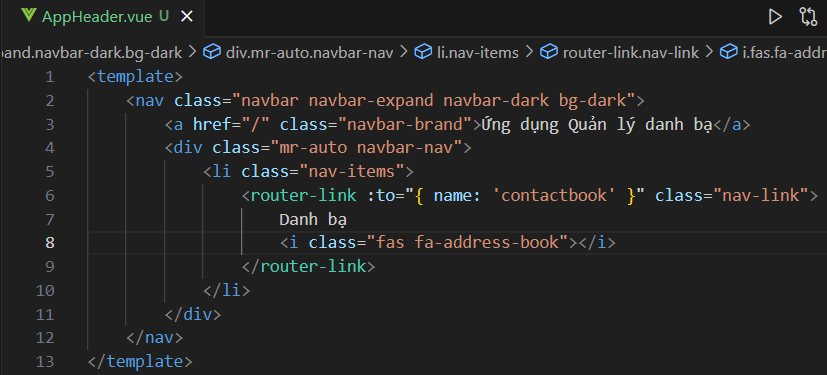 AppHeader.vue U
pand.navbar-dark.bg-dark > div.mr-auto.navbar-nav > li.nav-items > router-link.nav-link > i.fas.fa-addre
1 <template>
2 <nav class="navbar navbar-expand navbar-dark bg-dark">
3 <a href="/" class="navbar-brand">Ứng dụng Quản lý danh bạ</a>
4 <div class="mr-auto navbar-nav">
5 <li class="nav-items">
6 <router-link :to="{ name: 'contactbook' }" class="nav-link">
7 Danh bạ
8 <i class="fas fa-address-book"></i>
9 </router-link>
10 </li>
11 </div>
12 </nav>
13 </template>